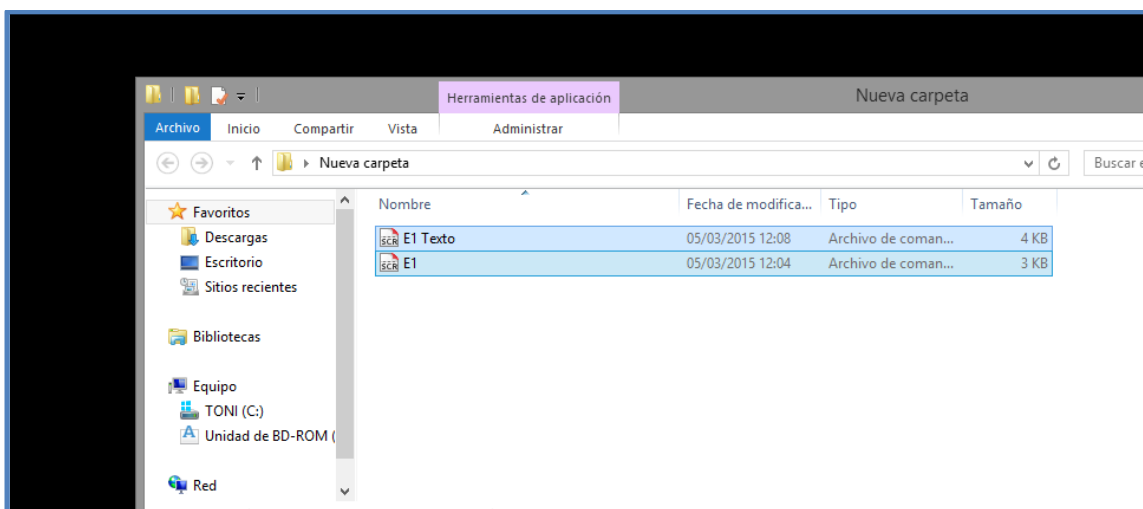 Herramientas de aplicación
Nueva carpeta
Archivo Inicio Compartir Vista Administrar
Nueva carpeta
Buscar e
Favoritos
Descargas
Escritorio
Sitios recientes
Bibliotecas
Equipo
TONI (C:)
Unidad de BD-ROM (
Red
Nombre Fecha de modifica... Tipo Tamaño
SCR E1 Texto 05/03/2015 12:08 Archivo de coman... 4 KB
SCR E1 05/03/2015 12:04 Archivo de coman... 3 KB